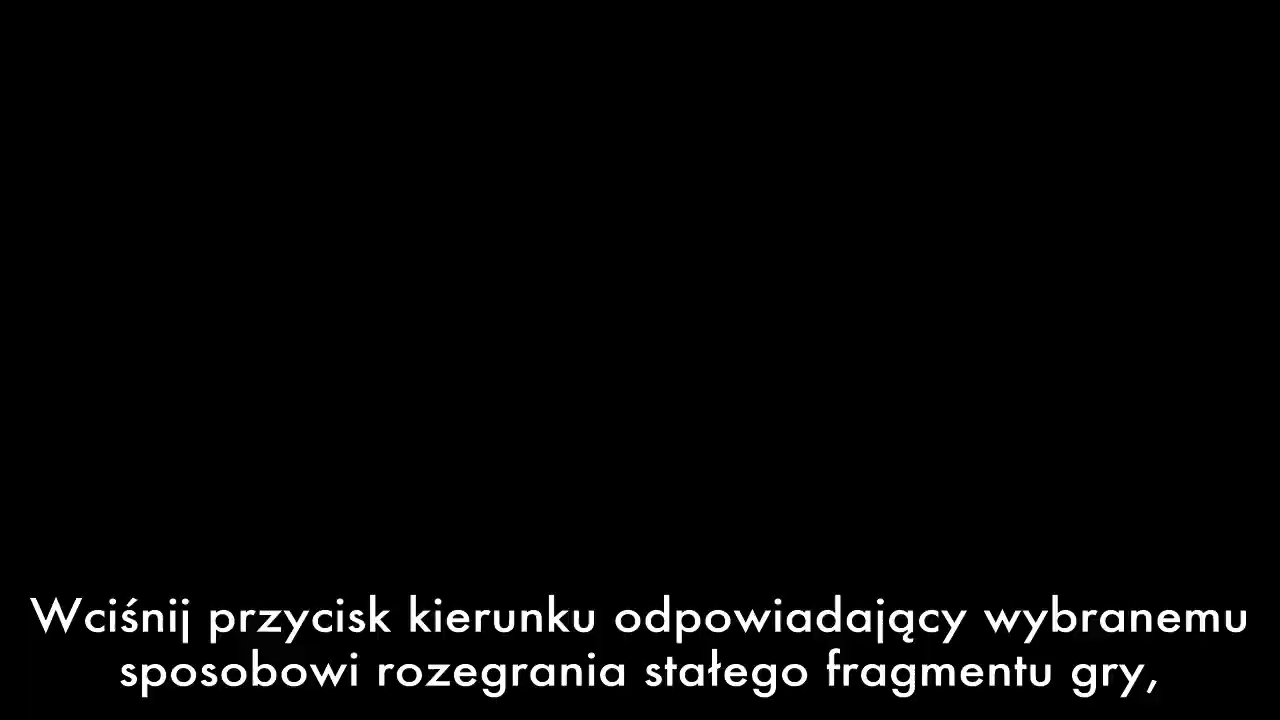 Wciśnij przycisk kierunku odpowiadający wybranemu
sposobowi rozegrania stałego fragmentu gry,